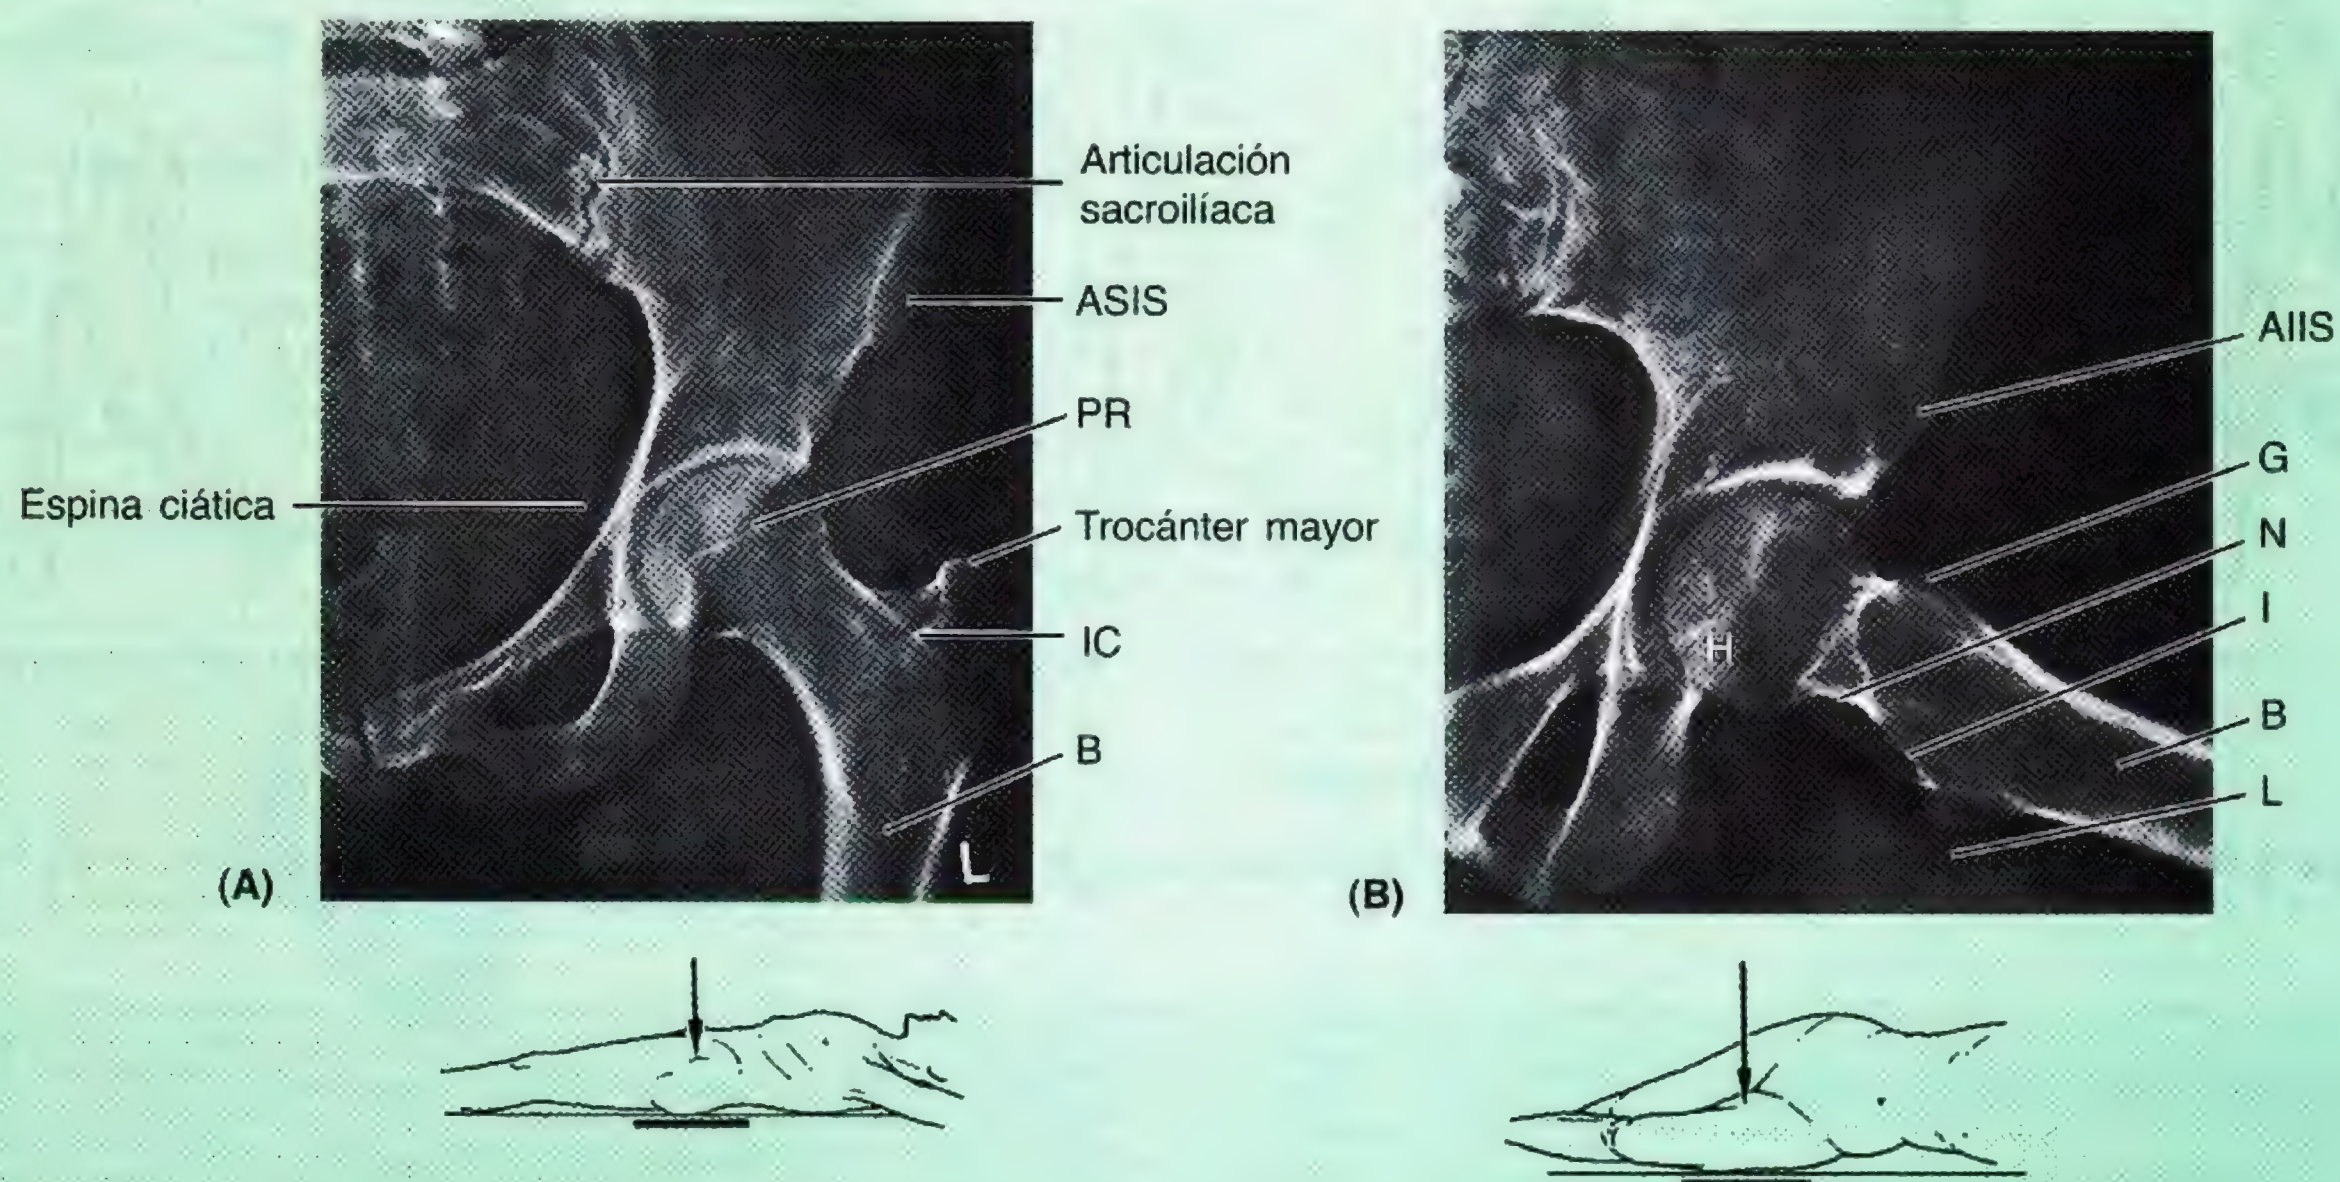 Articulación
sacroilíaca
ASIS
PR
Espina ciática
Trocánter mayor
IC
B
L
(A)
AIIS
G
N
I
H
B
L
(B)